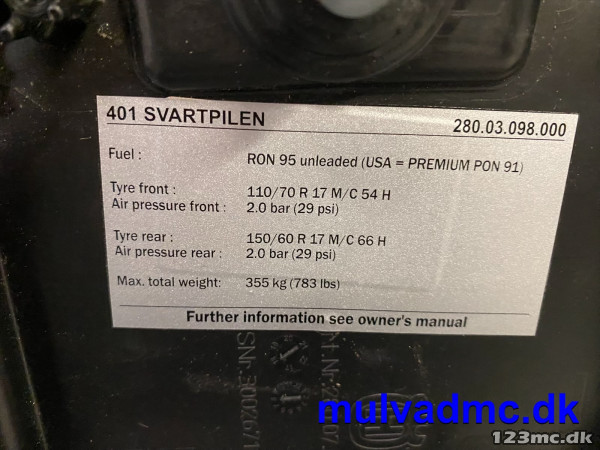 401 SVARTPILEN 280.03.098.000
Fuel : RON 95 unleaded (USA = PREMIUM PON 91)
Tyre front : 110/70 R 17 M/C 54 H
Air pressure front : 2.0 bar (29 psi)
Tyre rear : 150/60 R 17 M/C 66 H
Air pressure rear : 2.0 bar (29 psi)
Max. total weight: 355 kg (783 lbs)
Further information see owner's manual
mulvadmc.dk
123mc.dk